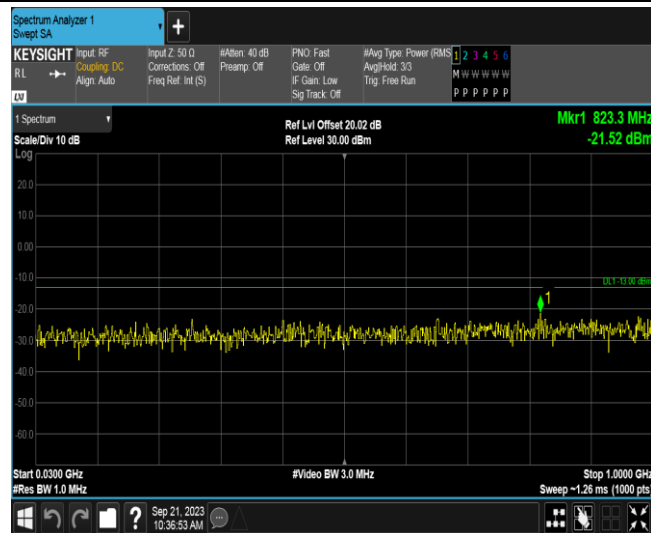 Spectrum Analyzer 1
Swept SA
+
KEYSIGHT
RL
LXI
Input: RF
Coupling: DC
Align: Auto
Input Z: 50 Ω
Corrections: Off
Freq Ref: Int (S)
#Atten: 40 dB
Preamp: Off
PNO: Fast
Gate: Off
IF Gain: Low
Sig Track: Off
#Avg Type: Power (RMS
Avg|Hold: 3/3
Trig: Free Run
1 2 3 4 5 6
M W W W W W
P P P P P P
1 Spectrum
Scale/Div 10 dB
Log
Ref Lvl Offset 20.02 dB
Ref Level 30.00 dBm
Mkr1 823.3 MHz
-21.52 dBm
20.0
10.0
0.00
-10.0
DL1 -13.00 dBm
1
-20.0
-30.0
-40.0
-50.0
-60.0
Start 0.0300 GHz
#Res BW 1.0 MHz
#Video BW 3.0 MHz
Stop 1.0000 GHz
Sweep ~1.26 ms (1000 pts)
?
Sep 21, 2023
10:36:53 AM